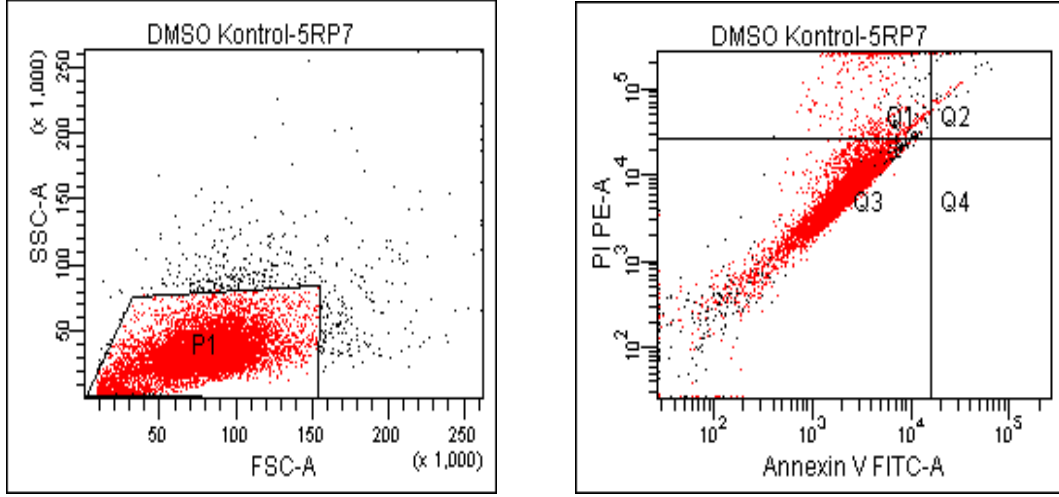 DMSO Kontrol-5RP7
SSC-A
(x 1,000)
250
200
150
100
50
P1
50 100 150 200 250
FSC-A
(x 1,000)
DMSO Kontrol-5RP7
PI PE-A
10^5
10^4
10^3
10^2
Q1 Q2
Q3 Q4
10^2 10^3 10^4 10^5
Annexin V FITC-A